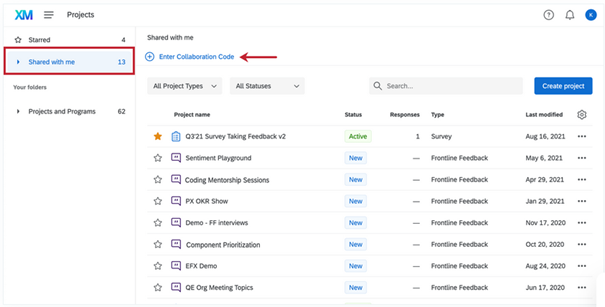 XM Projects ? K
Starred 4
Shared with me 13
Your folders
Projects and Programs 62
Shared with me
Enter Collaboration Code
All Project Types All Statuses Search... Create project
Project name Status Responses Type Last modified
Q3'21 Survey Taking Feedback v2 Active 1 Survey Aug 16, 2021
Sentiment Playground New — Frontline Feedback May 6, 2021
Coding Mentorship Sessions New — Frontline Feedback Apr 29, 2021
PX OKR Show New — Frontline Feedback Jan 29, 2021
Demo - FF interviews New — Frontline Feedback Nov 17, 2020
Component Prioritization New — Frontline Feedback Oct 20, 2020
EFX Demo New — Frontline Feedback Aug 24, 2020
QE Org Meeting Topics New — Frontline Feedback Jun 17, 2020